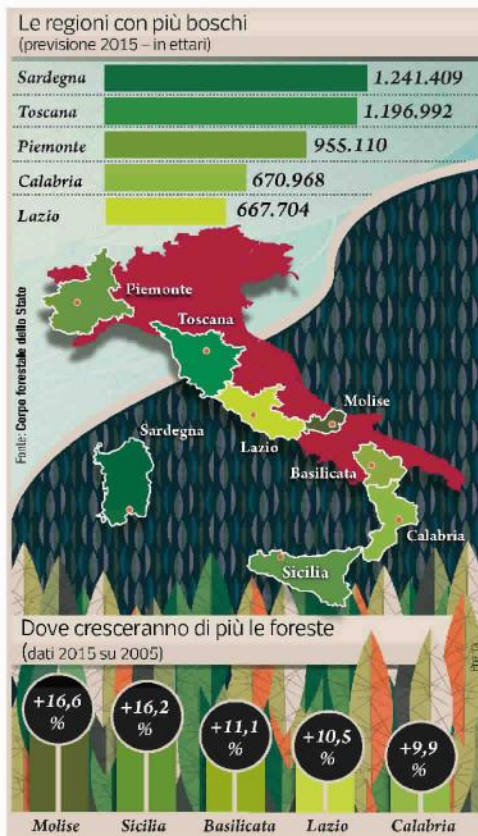 Le regioni con più boschi
(previsione 2015 – in ettari)
Sardegna 1.241.409
Toscana 1.196.992
Piemonte 955.110
Calabria 670.968
Lazio 667.704
Piemonte
Toscana
Molise
Lazio
Sardegna
Basilicata
Calabria
Sicilia
Fonte: Corpo forestale dello Stato
Dove cresceranno di più le foreste
(dati 2015 su 2005)
+16,6 %
+16,2 %
+11,1 %
+10,5 %
+9,9 %
Molise Sicilia Basilicata Lazio Calabria